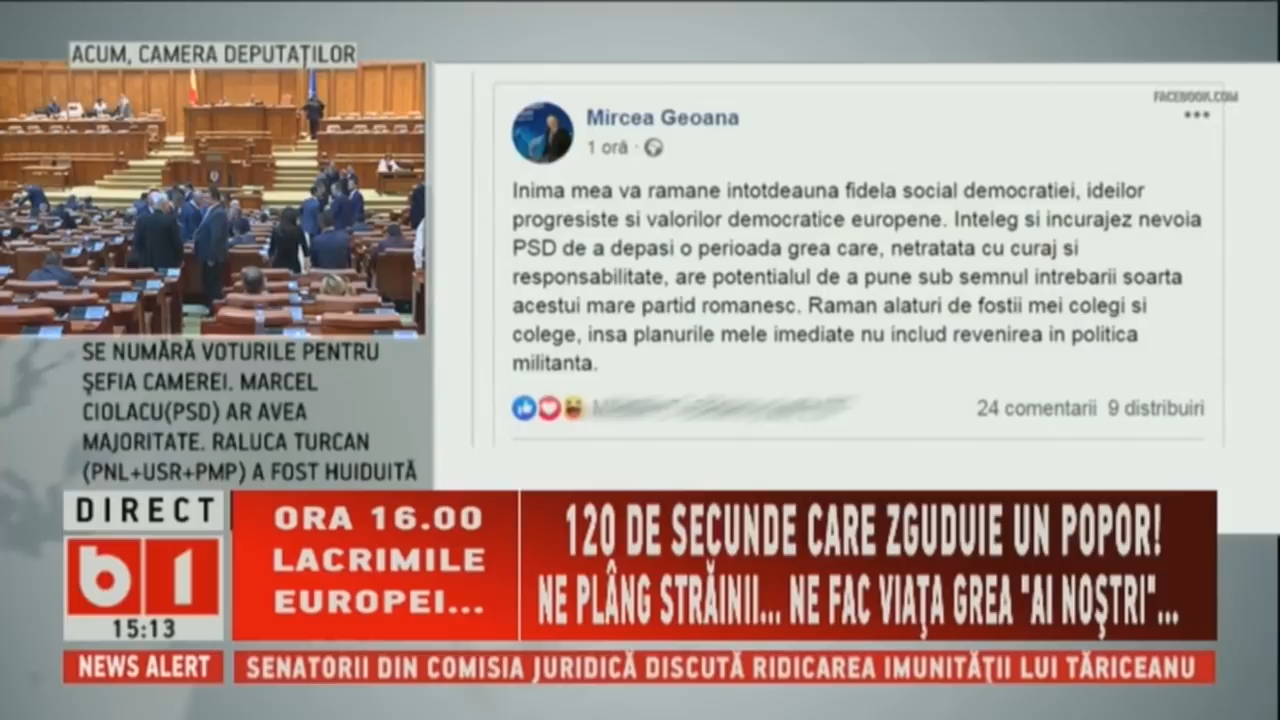 ACUM, CAMERA DEPUTAȚILOR
SE NUMĂRĂ VOTURILE PENTRU
ŞEFIA CAMEREI. MARCEL
CIOLACU(PSD) AR AVEA
MAJORITATE. RALUCA TURCAN
(PNL+USR+PMP) A FOST HUIDUITĂ
FACEBOOK.COM
Mircea Geoana
1 oră
Inima mea va ramane intotdeauna fidela social democratiei, ideilor
progresiste si valorilor democratice europene. Inteleg si incurajez nevoia
PSD de a depasi o perioada grea care, netratata cu curaj si
responsabilitate, are potentialul de a pune sub semnul intrebarii soarta
acestui mare partid romanesc. Raman alaturi de fostii mei colegi si
colege, insa planurile mele imediate nu includ revenirea in politica
militanta.
24 comentarii 9 distribuiri
DIRECT
b1
15:13
ORA 16.00
LACRIMILE
EUROPEI...
120 DE SECUNDE CARE ZGUDUIE UN POPOR!
NE PLÂNG STRĂINII... NE FAC VIAŢA GREA "AI NOŞTRI"...
NEWS ALERT
SENATORII DIN COMISIA JURIDICĂ DISCUTĂ RIDICAREA IMUNITĂŢII LUI TĂRICEANU